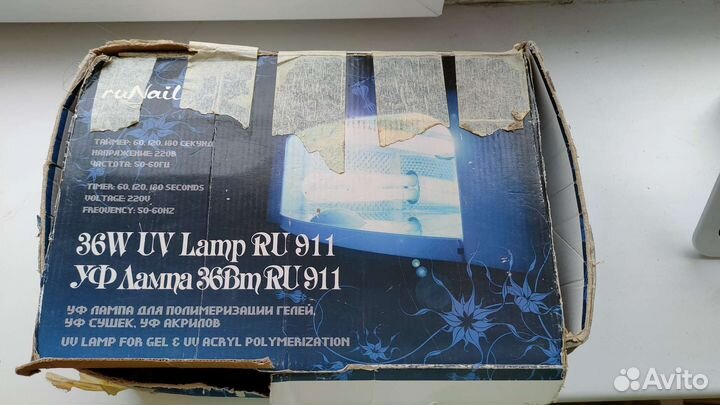 ruNail
ТАЙМЕР: 60, 120, 180 СЕКУНД
НАПРЯЖЕНИЕ: 220В
ЧАСТОТА: 50-60ГЦ
TIMER: 60, 120, 180 SECONDS
VOLTAGE: 220V
FREQUENCY: 50-60HZ
36W UV Lamp RU 911
УФ Лампа 36Вт RU 911
УФ ЛАМПА ДЛЯ ПОЛИМЕРИЗАЦИИ ГЕЛЕЙ,
УФ СУШЕК, УФ АКРИЛОВ
UV LAMP FOR GEL & UV ACRYL POLYMERIZATION
Avito